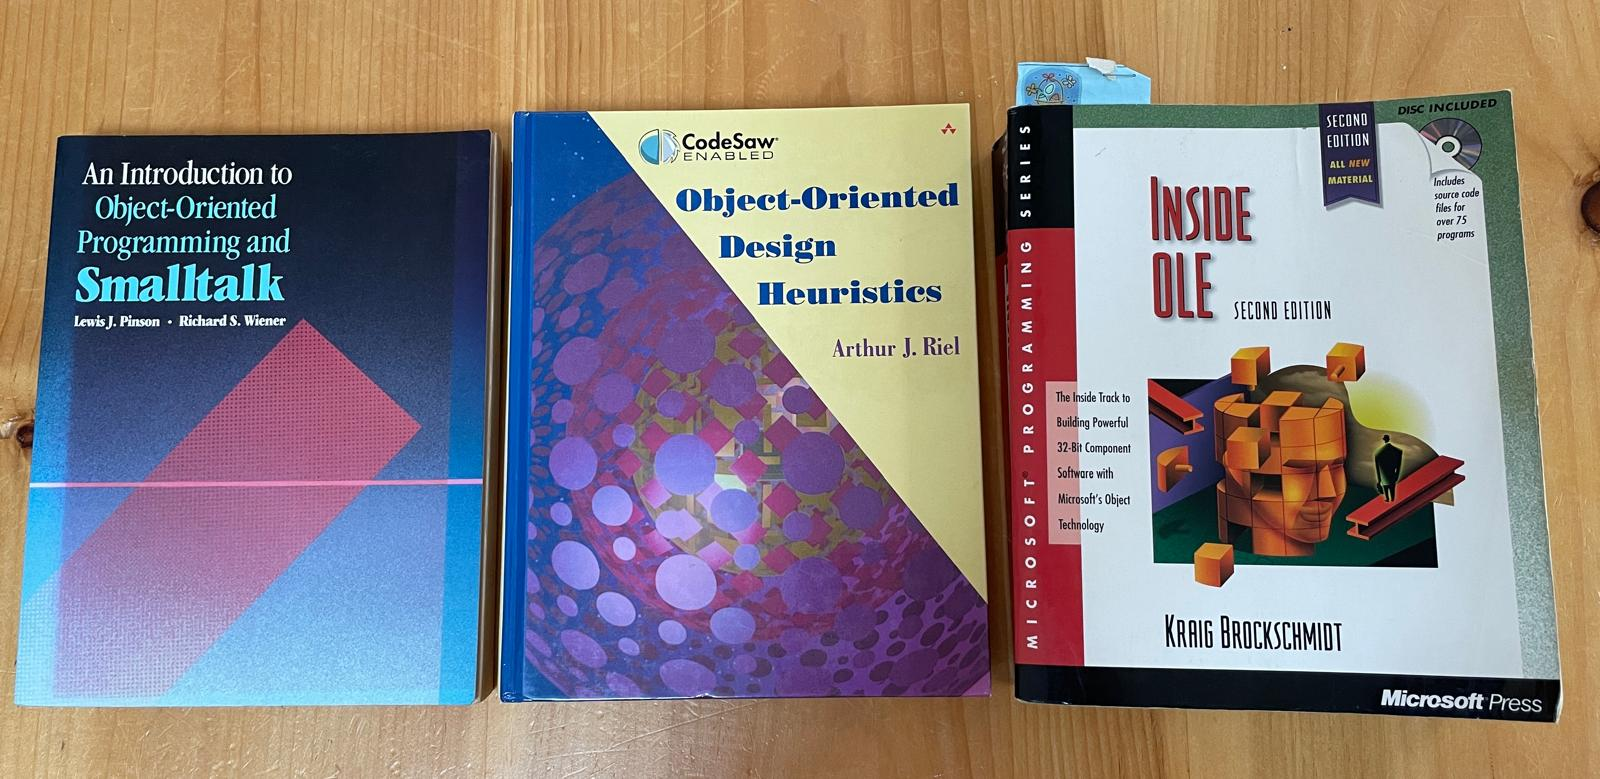 An Introduction to
Object-Oriented
Programming and
Smalltalk
Lewis J. Pinson • Richard S. Wiener
CodeSaw®
ENABLED
Object-Oriented
Design
Heuristics
Arthur J. Riel
MICROSOFT® PROGRAMMING SERIES
SECOND
EDITION
ALL NEW
MATERIAL
DISC INCLUDED
Includes
source code
files for
over 75
programs
INSIDE
OLE
SECOND EDITION
The Inside Track to
Building Powerful
32-Bit Component
Software with
Microsoft's Object
Technology
KRAIG BROCKSCHMIDT
Microsoft Press